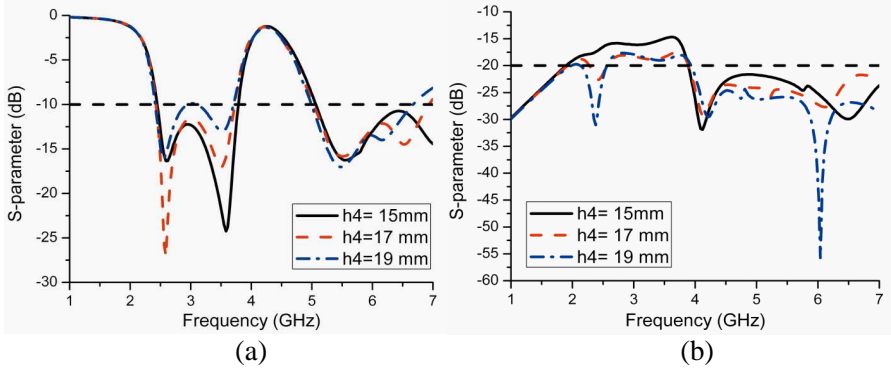 0
-5
-10
-15
-20
-25
-30
S-parameter (dB)
h4= 15mm
h4=17 mm
h4=19 mm
1 2 3 4 5 6 7
Frequency (GHz)
(a)
-10
-15
-20
-25
-30
-35
-40
-45
-50
-55
-60
S-parameter (dB)
h4= 15mm
h4= 17 mm
h4= 19 mm
1 2 3 4 5 6 7
Frequency (GHz)
(b)